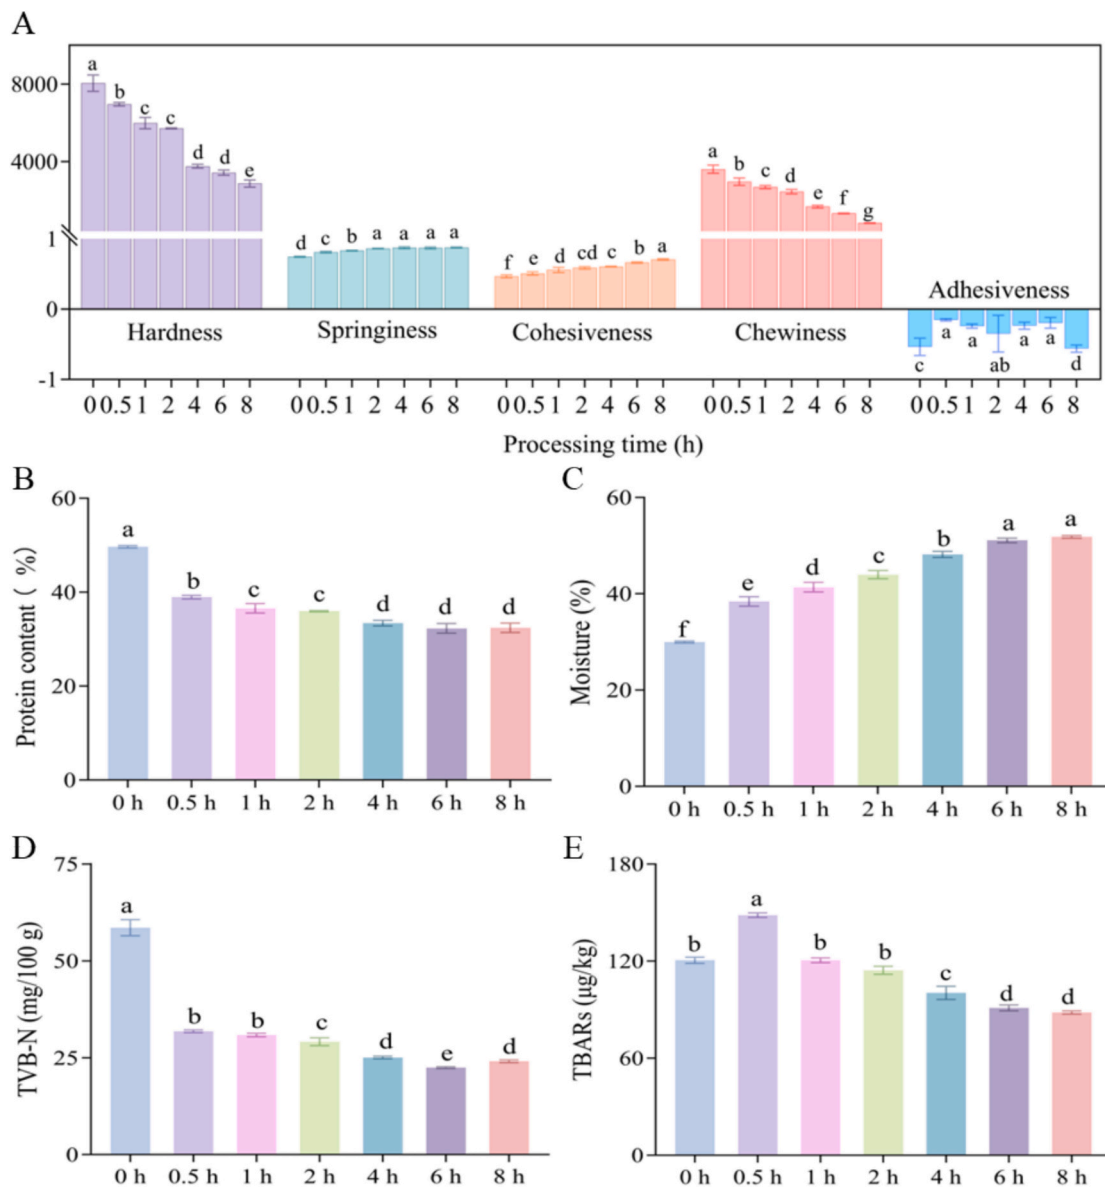 A
8000
4000
1
0
-1
a b c c d d e
d c b a a a a
f e d cd c b a
a b c d e f g
Hardness Springiness Cohesiveness Chewiness Adhesiveness
c a a ab a a d
0 0.5 1 2 4 6 8 0 0.5 1 2 4 6 8 0 0.5 1 2 4 6 8 0 0.5 1 2 4 6 8 0 0.5 1 2 4 6 8
Processing time (h)
B
Protein content ( %)
60
40
20
0
a b c c d d d
0 h 0.5 h 1 h 2 h 4 h 6 h 8 h
C
Moisture (%)
60
40
20
0
f e d c b a a
0 h 0.5 h 1 h 2 h 4 h 6 h 8 h
D
TVB-N (mg/100 g)
75
50
25
0
a b b c d e d
0 h 0.5 h 1 h 2 h 4 h 6 h 8 h
E
TBARs (μg/kg)
180
120
60
0
b a b b c d d
0 h 0.5 h 1 h 2 h 4 h 6 h 8 h